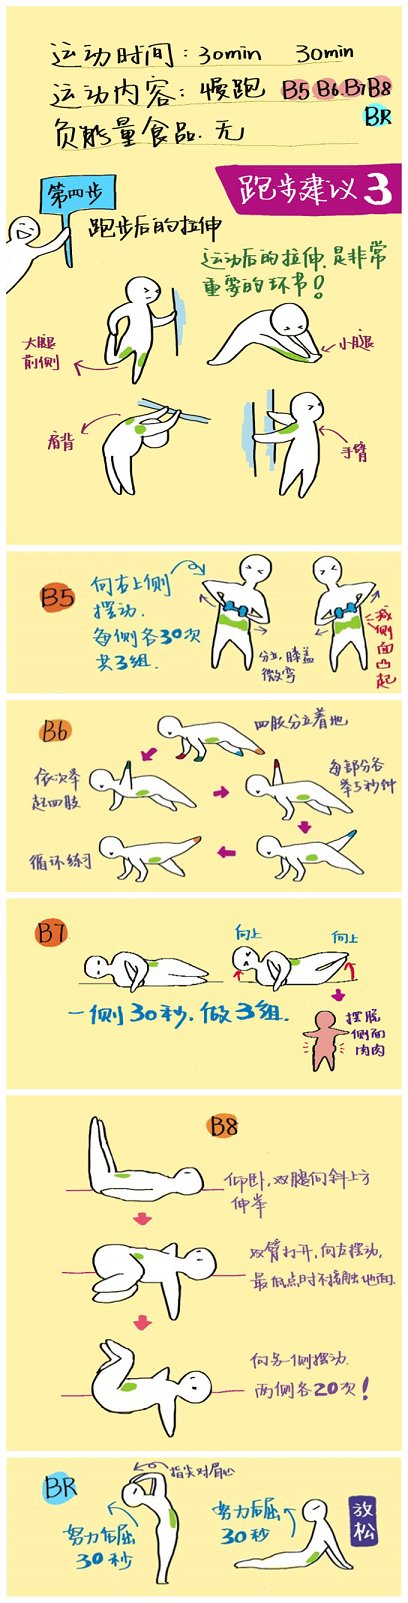 运动时间：30min 30min
运动内容：慢跑 B5 B6 B7 B8
BR
负能量食品.无
跑步建议 3
第四步
跑步后的拉伸
运动后的拉伸.是非常
重要的环节！
大腿
前侧
小腿
肩背
手臂
B5
向右上侧
摆动.
每侧各30次
共3组.
分立,膝盖
微弯
减侧面凸起
B6
四肢分立着地
依次举
起四肢
每部分各
举5秒钟
循环练习
B7
向上
向上
一侧30秒.做3组.
摆脱
侧面
肉肉
B8
仰卧,双腿向斜上方
伸举
双臂打开,向左摆动,
最低点时不接触地面.
向另一侧摆动.
两侧各20次！
BR
指尖对眉心
努力后屈
30秒
努力后屈
30秒
放松